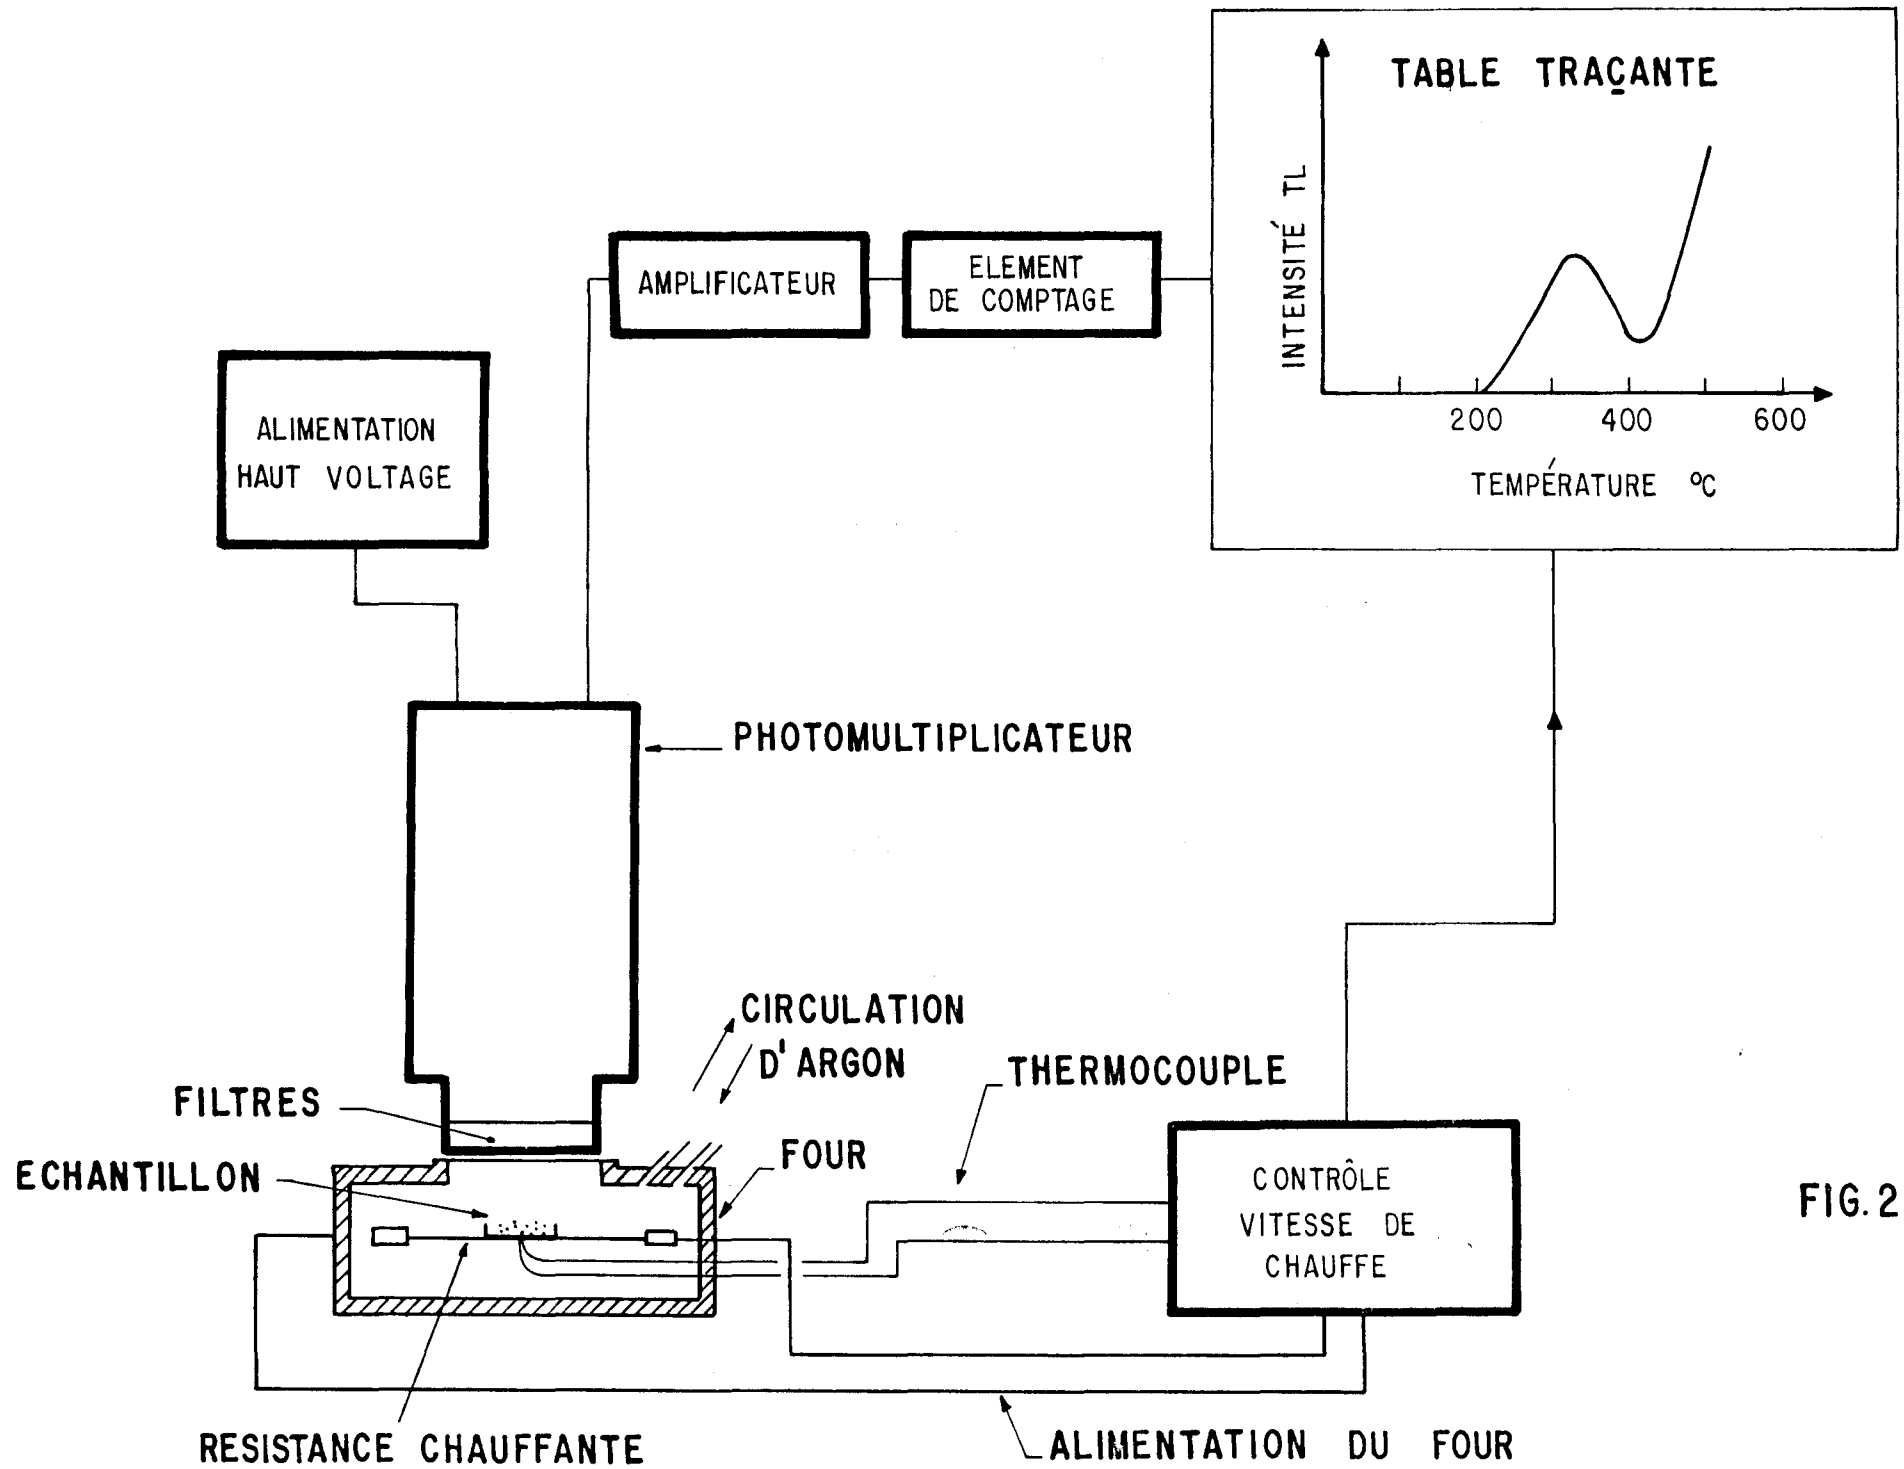 TABLE TRAÇANTE
INTENSITÉ TL
200 400 600
TEMPÉRATURE °C
AMPLIFICATEUR
ELEMENT
DE COMPTAGE
ALIMENTATION
HAUT VOLTAGE
PHOTOMULTIPLICATEUR
CIRCULATION
D'ARGON
THERMOCOUPLE
FILTRES
FOUR
ECHANTILLON
CONTRÔLE
VITESSE DE
CHAUFFE
FIG. 2
RESISTANCE CHAUFFANTE
ALIMENTATION DU FOUR